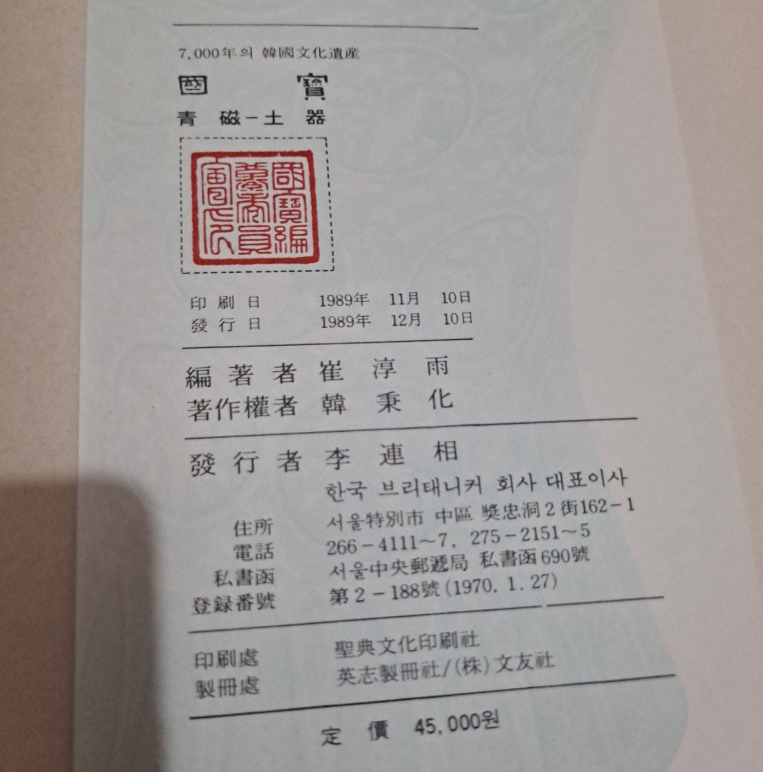 7,000年의 韓國文化遺産
國寶
青磁-土器
國寶編
委員
印刷日 1989年 11月 10日
發行日 1989年 12月 10日
編著者 崔淳雨
著作權者 韓秉化
發行者 李連相
한국 브리태니커 회사 대표이사
住所 서울特別市 中區 奬忠洞 2街 162-1
電話 266-4111~7, 275-2151~5
私書函 서울中央郵遞局 私書函 690號
登録番號 第2-188號(1970. 1. 27)
印刷處 聖典文化印刷社
製冊處 英志製冊社/(株)文友社
定價 45,000원